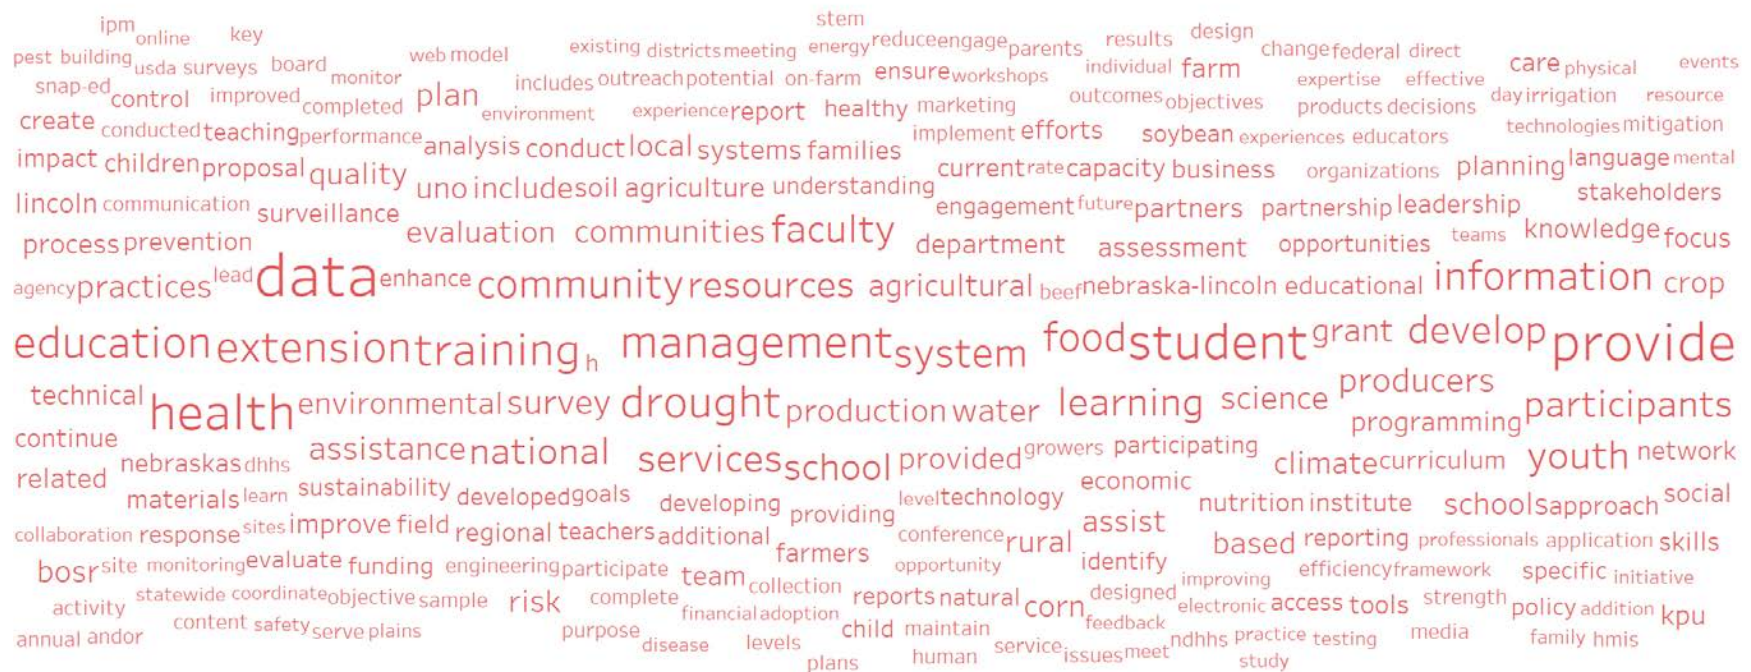 stem
ipm online key existing districts meeting energy reduce engage parents results design
pest building usda surveys board monitor web model change federal direct
snap-ed includes outreach potential on-farm ensure workshops individual farm expertise effective care physical events
control improved completed plan environment experience report healthy marketing outcomes objectives products decisions day irrigation resource
create conducted teaching performance analysis conduct local systems families implement efforts soybean experiences educators technologies mitigation
impact children proposal quality current rate capacity business organizations planning language mental
uno include soil agriculture understanding stakeholders
lincoln communication surveillance engagement future partners partnership leadership
process prevention evaluation communities faculty department assessment opportunities teams knowledge focus
agency practices lead data enhance community resources agricultural beef nebraska-lincoln educational information crop
education extension training h management system food student grant develop provide
technical health environmental survey drought production water learning science producers programming participants
continue assistance national services school provided growers participating climate curriculum youth network
related nebraskas dhhs
materials learn sustainability developed goals developing providing level technology economic nutrition institute schools approach social
collaboration response sites improve field regional teachers additional farmers conference rural assist based reporting professionals application skills
bosr site monitoring evaluate funding engineering participate team collection opportunity identify improving efficiency framework specific initiative
activity statewide coordinate objective sample risk complete financial adoption reports natural corn designed electronic access tools strength policy addition kpu
annual andor content safety serve plains purpose disease levels child maintain feedback ndhhs practice testing media family hmis
plans human service issues meet study